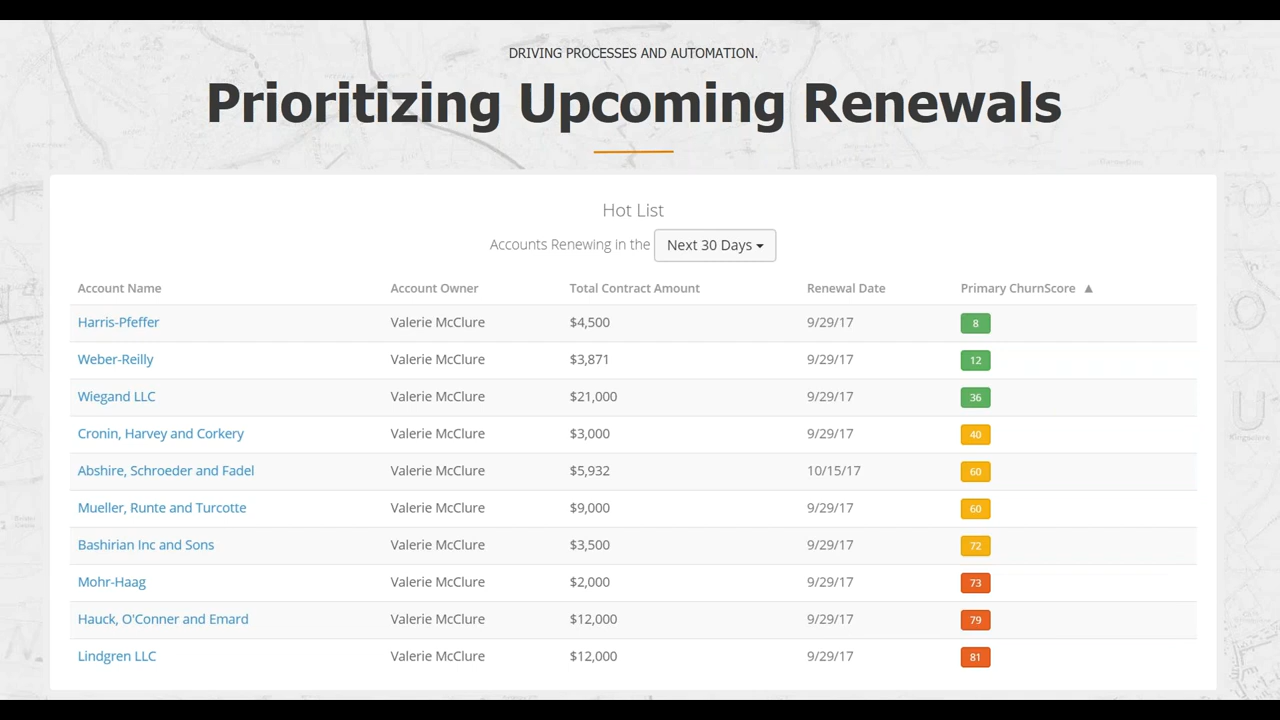 DRIVING PROCESSES AND AUTOMATION.
Prioritizing Upcoming Renewals
Hot List
Accounts Renewing in the Next 30 Days
Account Name Account Owner Total Contract Amount Renewal Date Primary ChurnScore ▲
Harris-Pfeffer Valerie McClure $4,500 9/29/17 8
Weber-Reilly Valerie McClure $3,871 9/29/17 12
Wiegand LLC Valerie McClure $21,000 9/29/17 36
Cronin, Harvey and Corkery Valerie McClure $3,000 9/29/17 40
Abshire, Schroeder and Fadel Valerie McClure $5,932 10/15/17 60
Mueller, Runte and Turcotte Valerie McClure $9,000 9/29/17 60
Bashirian Inc and Sons Valerie McClure $3,500 9/29/17 72
Mohr-Haag Valerie McClure $2,000 9/29/17 73
Hauck, O'Conner and Emard Valerie McClure $12,000 9/29/17 79
Lindgren LLC Valerie McClure $12,000 9/29/17 81